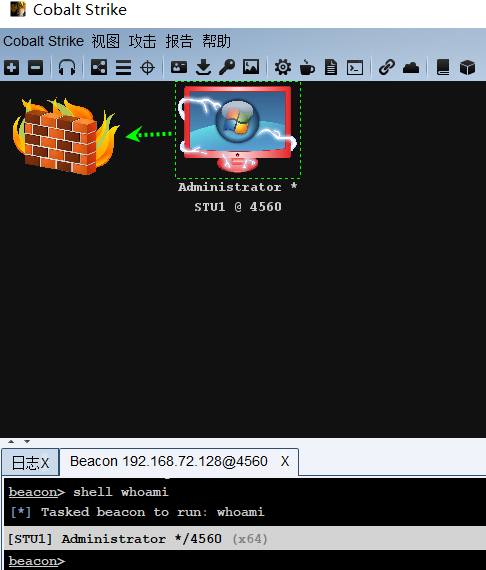 Cobalt Strike
Cobalt Strike 视图 攻击 报告 帮助
Administrator *
STU1 @ 4560
日志X
Beacon 192.168.72.128@4560 X
beacon> shell whoami
[*] Tasked beacon to run: whoami
[STU1] Administrator */4560 (x64)
beacon>